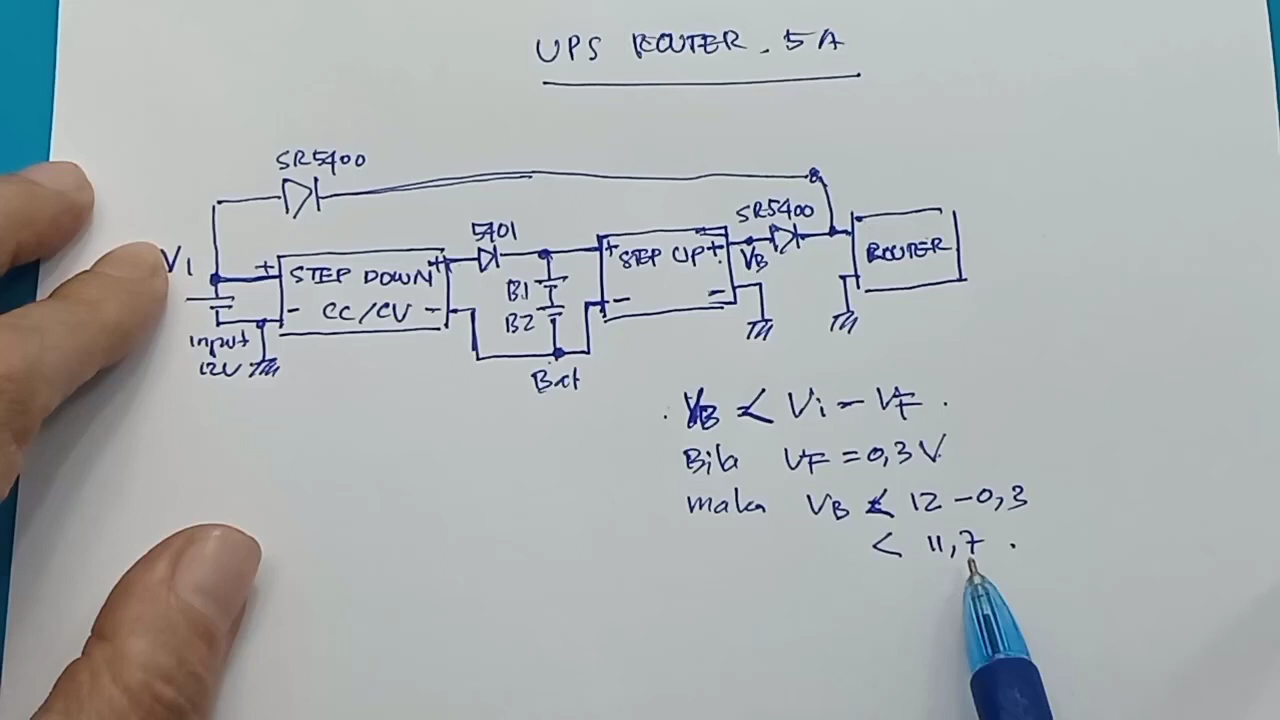 UPS ROUTER . 5A
SR5400
V1
+ STEP DOWN +
- CC/CV -
5401
B1
B2
Bat
+ STEP UP +
- -
SR5400
VB
ROUTER
input
12V
VB < Vi - VF .
Bila VF = 0,3 V
maka VB < 12 - 0,3
< 11,7 .